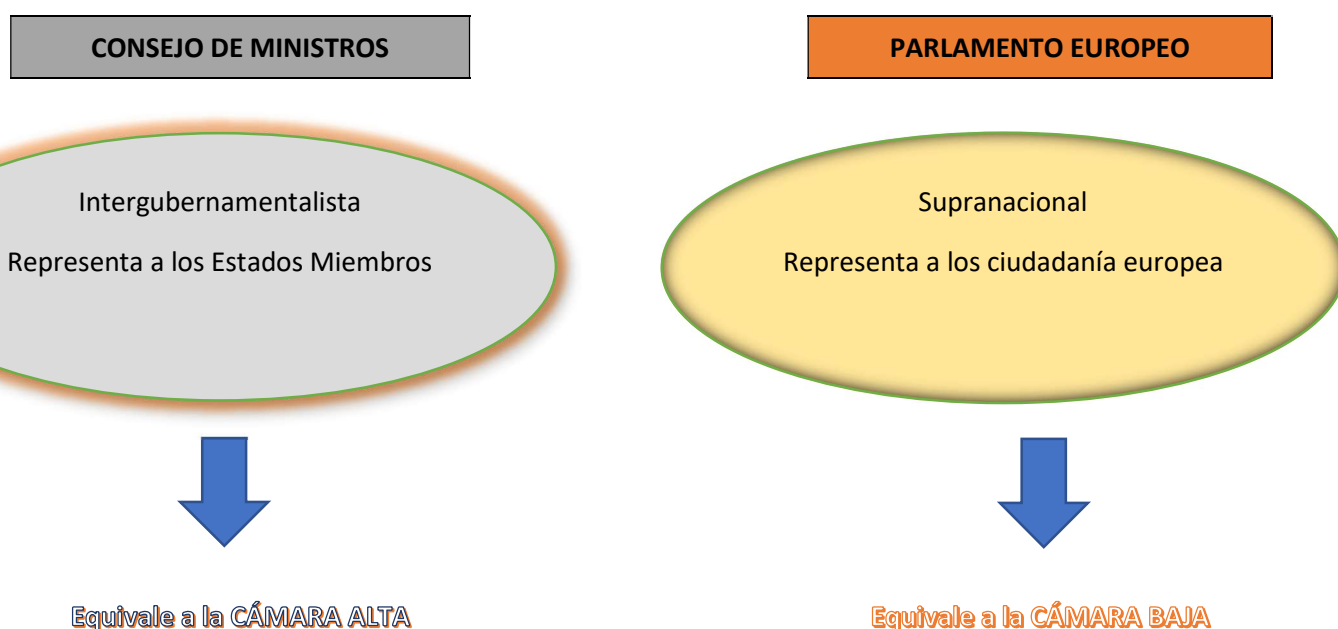 CONSEJO DE MINISTROS
Intergubernamentalista
Representa a los Estados Miembros
Equivale a la CÁMARA ALTA
PARLAMENTO EUROPEO
Supranacional
Representa a los ciudadanía europea
Equivale a la CÁMARA BAJA